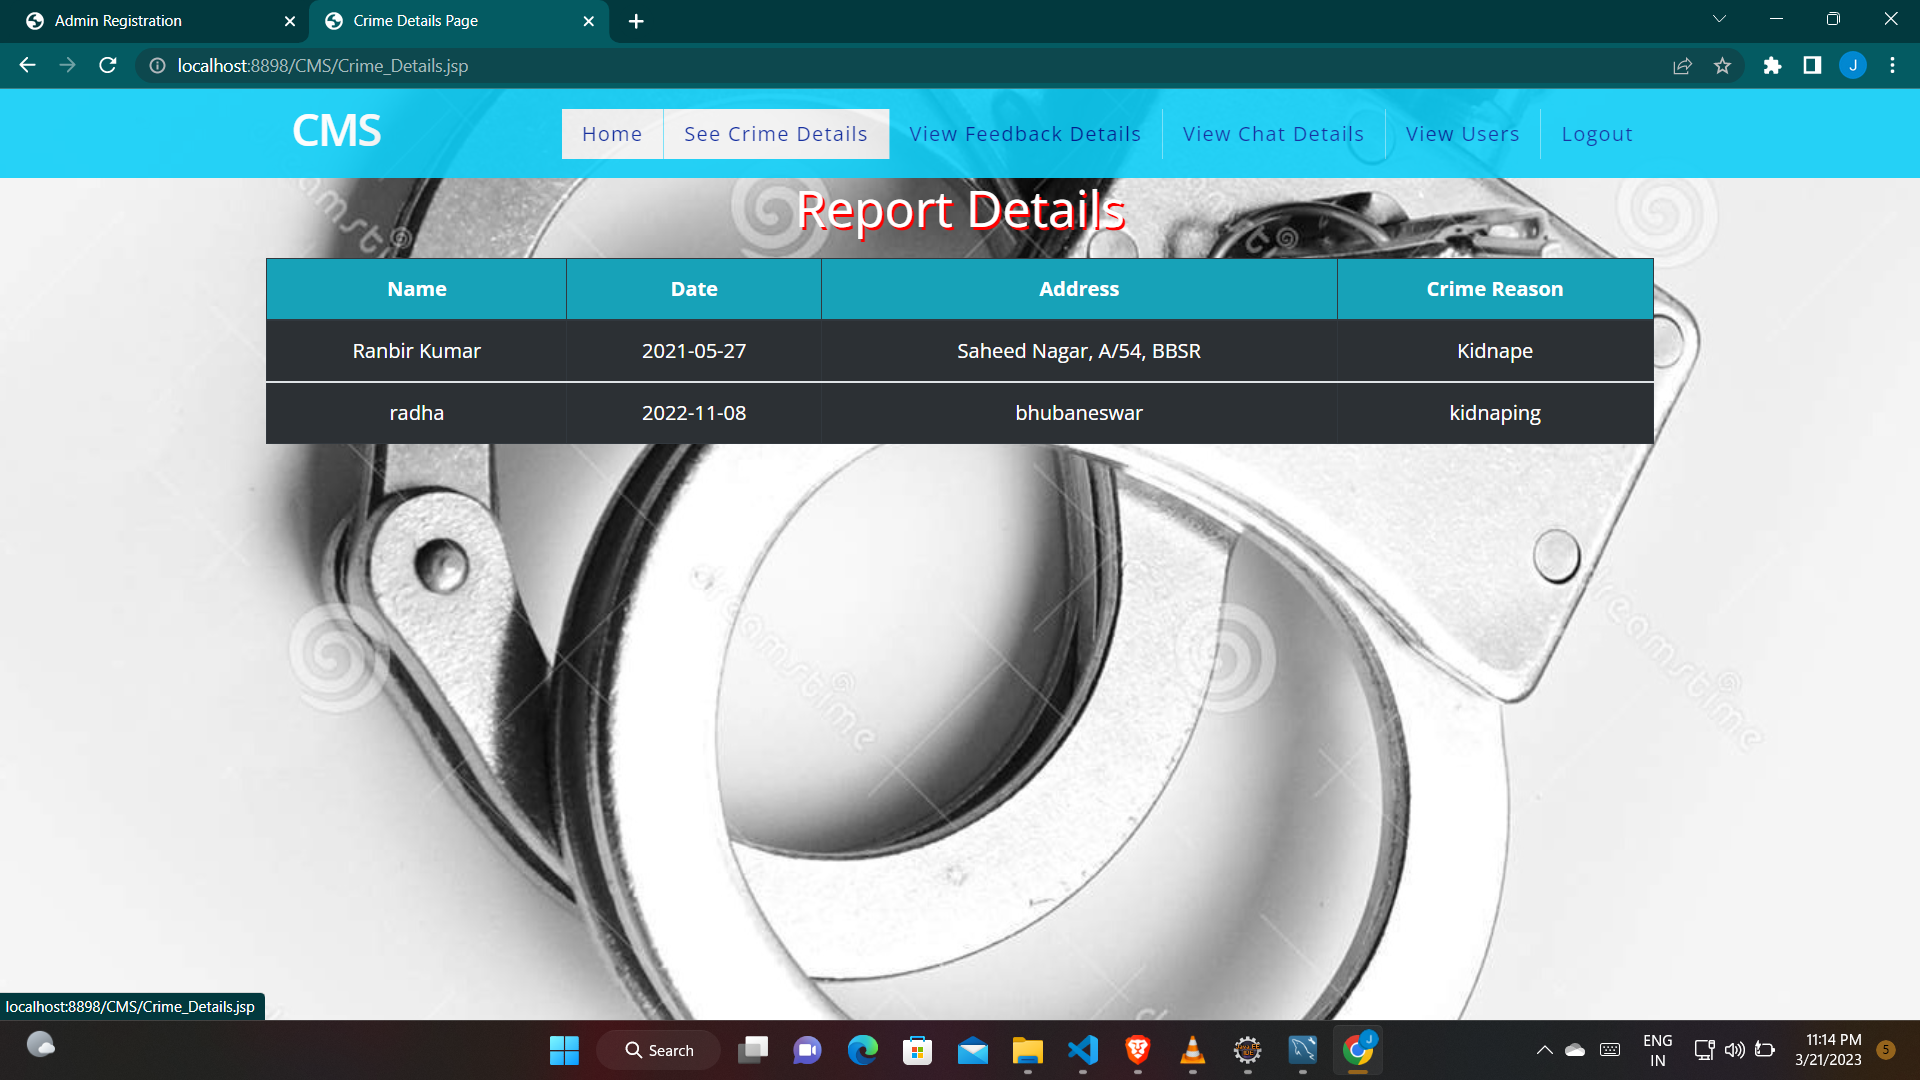 Admin Registration
Crime Details Page
localhost:8898/CMS/Crime_Details.jsp
J
CMS
Home
See Crime Details
View Feedback Details
View Chat Details
View Users
Logout
Report Details
Name Date Address Crime Reason
Ranbir Kumar 2021-05-27 Saheed Nagar, A/54, BBSR Kidnape
radha 2022-11-08 bhubaneswar kidnaping
dreamstime
dreamstime
localhost:8898/CMS/Crime_Details.jsp
Search
J
ENG
IN
11:14 PM
3/21/2023
5